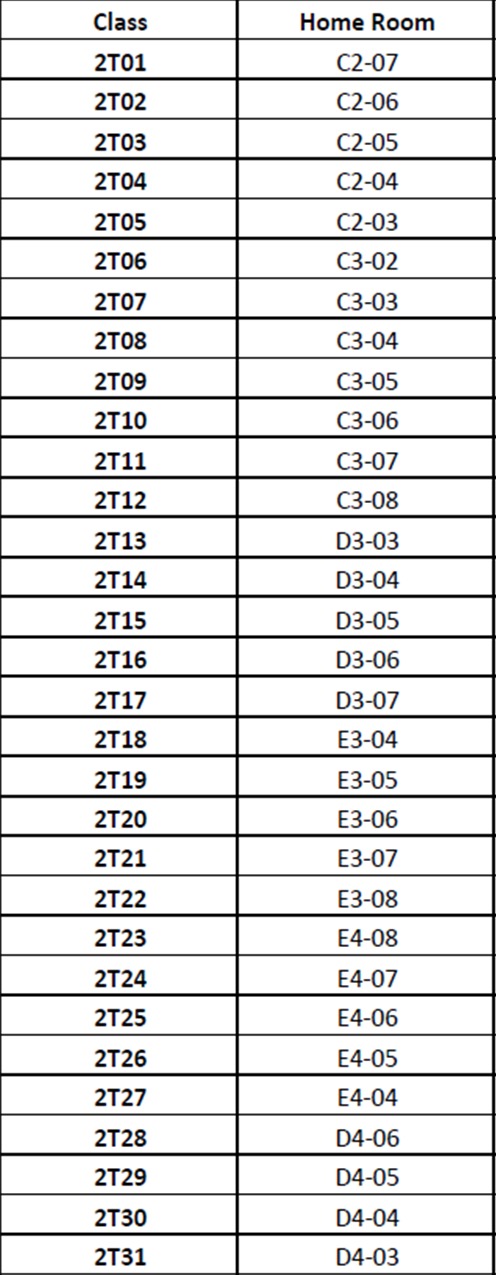 Class Home Room
2T01 C2-07
2T02 C2-06
2T03 C2-05
2T04 C2-04
2T05 C2-03
2T06 C3-02
2T07 C3-03
2T08 C3-04
2T09 C3-05
2T10 C3-06
2T11 C3-07
2T12 C3-08
2T13 D3-03
2T14 D3-04
2T15 D3-05
2T16 D3-06
2T17 D3-07
2T18 E3-04
2T19 E3-05
2T20 E3-06
2T21 E3-07
2T22 E3-08
2T23 E4-08
2T24 E4-07
2T25 E4-06
2T26 E4-05
2T27 E4-04
2T28 D4-06
2T29 D4-05
2T30 D4-04
2T31 D4-03